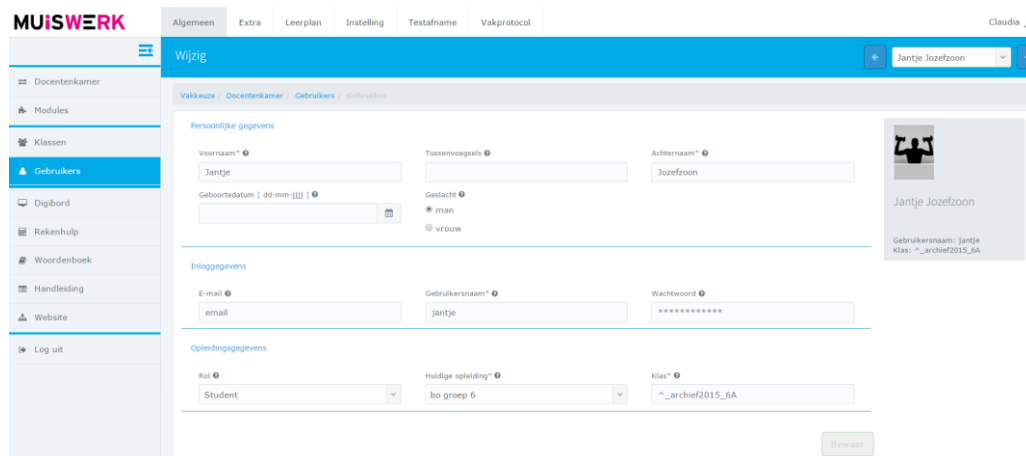 MUiSWERK
Algemeen Extra Leerplan Instelling Testafname Vakprotocol Claudia
Wijzig
Jantje Jozefzoon
Docentenkamer
Modules
Klassen
Gebruikers
Digibord
Rekenhulp
Woordenboek
Handleiding
Website
Log uit
Vakkeuze / Docentenkamer / Gebruikers / Gebruiker
Persoonlijke gegevens
Voornaam* Tussenvoegsels Achternaam*
Jantje Jozefzoon
Geboortedatum [ dd-mm-jjjj ] Geslacht
man
vrouw
Inloggegevens
E-mail Gebruikersnaam* Wachtwoord
email jantje ************
Opleidingsgegevens
Rol Huidige opleiding* Klas*
Student bo groep 6 ^_archief2015_6A
Bewaar
Jantje Jozefzoon
Gebruikersnaam: jantje
Klas: ^_archief2015_6A